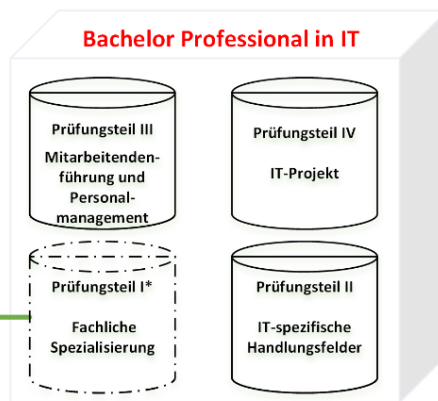 Bachelor Professional in IT
Prüfungsteil III
Mitarbeitenden-
führung und
Personal-
management
Prüfungsteil IV
IT-Projekt
Prüfungsteil I*
Fachliche
Spezialisierung
Prüfungsteil II
IT-spezifische
Handlungsfelder